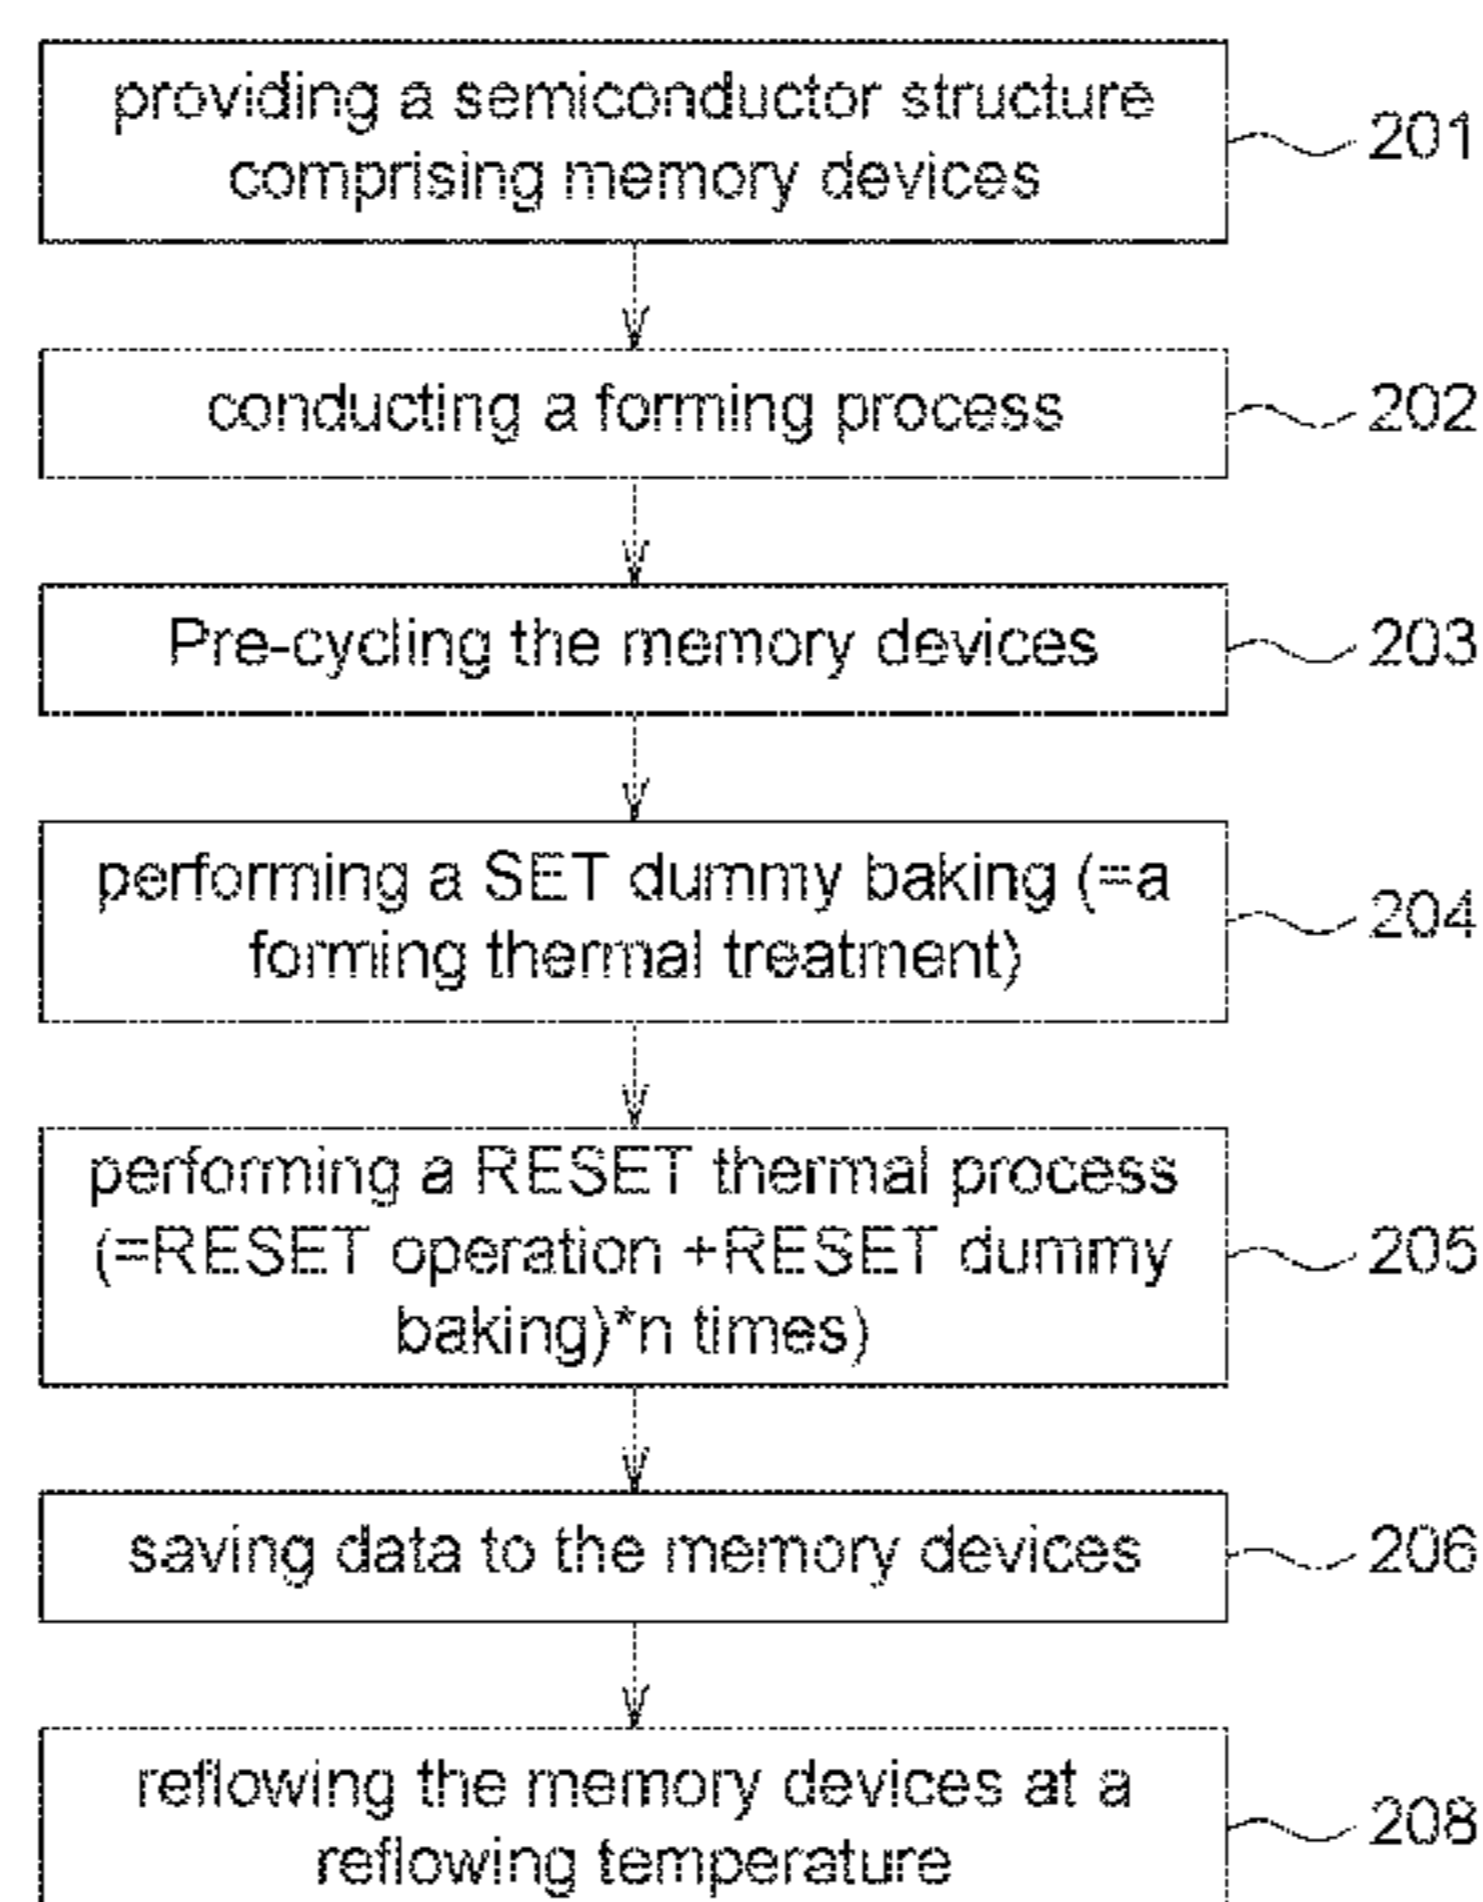 providing a semiconductor structure
comprising memory devices
201
conducting a forming process
202
Pre-cycling the memory devices
203
performing a SET dummy baking (=a
forming thermal treatment)
204
performing a RESET thermal process
(=RESET operation +RESET dummy
baking)*n times)
205
saving data to the memory devices
206
reflowing the memory devices at a
reflowing temperature
208